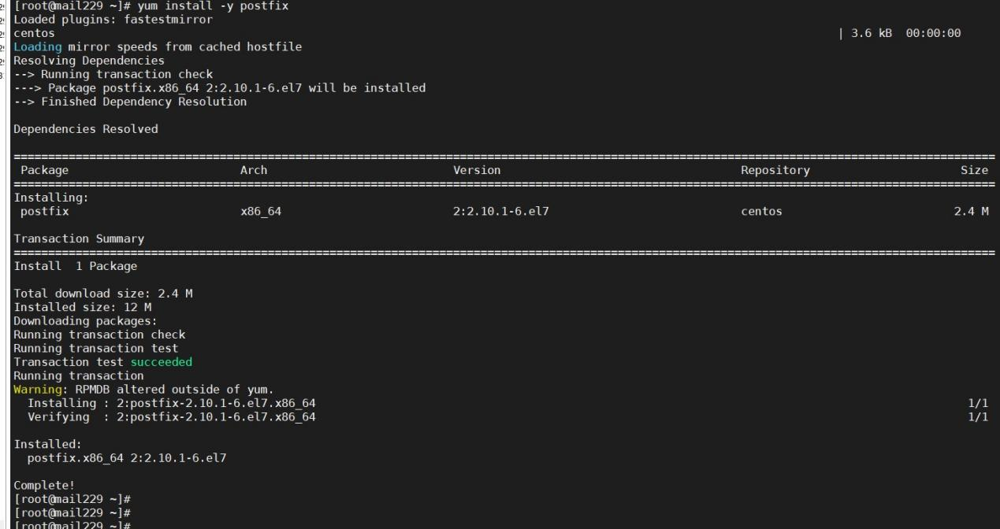 [root@mail229 ~]# yum install -y postfix
Loaded plugins: fastestmirror
centos | 3.6 kB 00:00:00
Loading mirror speeds from cached hostfile
Resolving Dependencies
--> Running transaction check
---> Package postfix.x86_64 2:2.10.1-6.el7 will be installed
--> Finished Dependency Resolution
Dependencies Resolved
================================================================================
Package Arch Version Repository Size
================================================================================
Installing:
postfix x86_64 2:2.10.1-6.el7 centos 2.4 M
Transaction Summary
================================================================================
Install 1 Package
Total download size: 2.4 M
Installed size: 12 M
Downloading packages:
Running transaction check
Running transaction test
Transaction test succeeded
Running transaction
Warning: RPMDB altered outside of yum.
Installing : 2:postfix-2.10.1-6.el7.x86_64 1/1
Verifying : 2:postfix-2.10.1-6.el7.x86_64 1/1
Installed:
postfix.x86_64 2:2.10.1-6.el7
Complete!
[root@mail229 ~]#
[root@mail229 ~]#
[root@mail229 ~]#